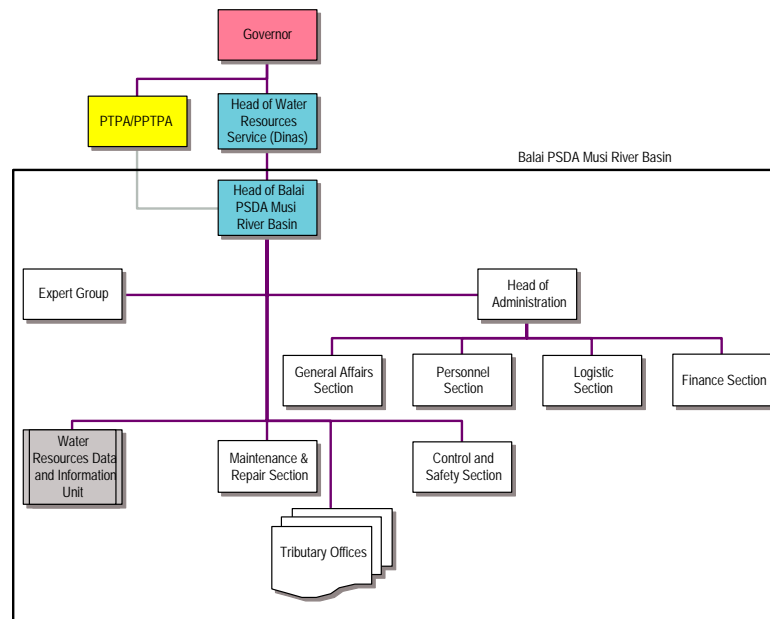 Governor
PTPA/PPTPA
Head of Water
Resources
Service (Dinas)
Balai PSDA Musi River Basin
Head of Balai
PSDA Musi
River Basin
Expert Group
Head of
Administration
General Affairs
Section
Personnel
Section
Logistic
Section
Finance Section
Water
Resources Data
and Information
Unit
Maintenance &
Repair Section
Control and
Safety Section
Tributary Offices